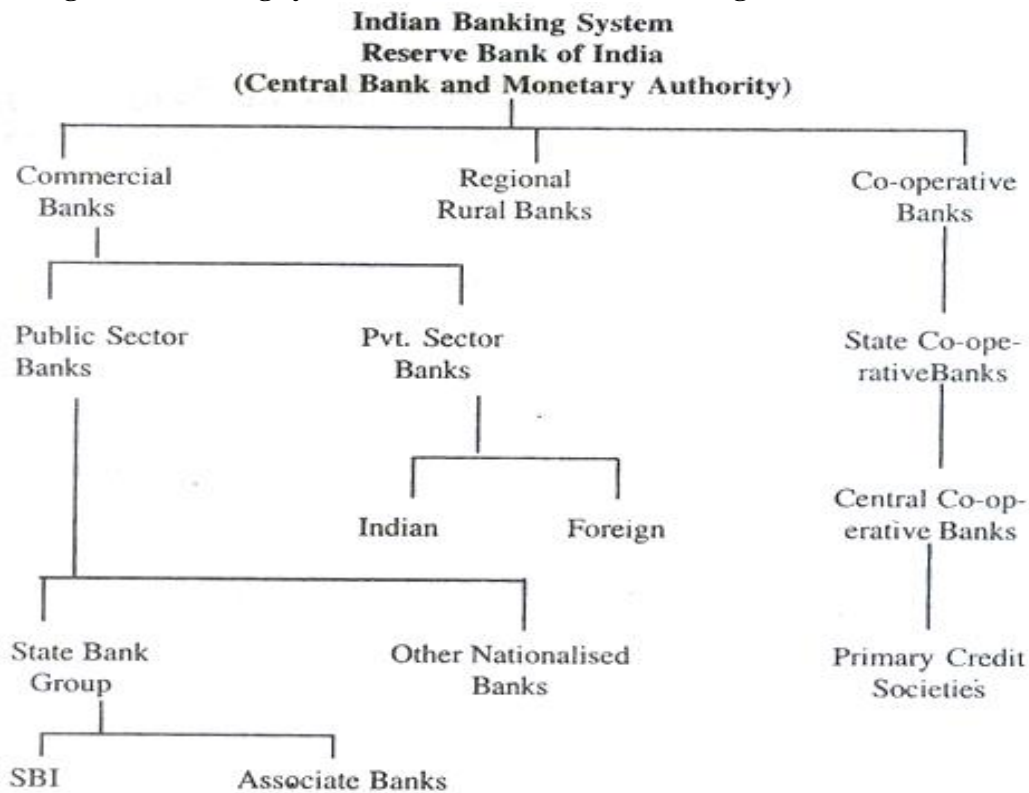 Indian Banking System
Reserve Bank of India
(Central Bank and Monetary Authority)
Commercial
Banks
Regional
Rural Banks
Co-operative
Banks
Public Sector
Banks
Pvt. Sector
Banks
State Co-ope-
rativeBanks
Indian
Foreign
Central Co-op-
erative Banks
State Bank
Group
Other Nationalised
Banks
Primary Credit
Societies
SBI
Associate Banks